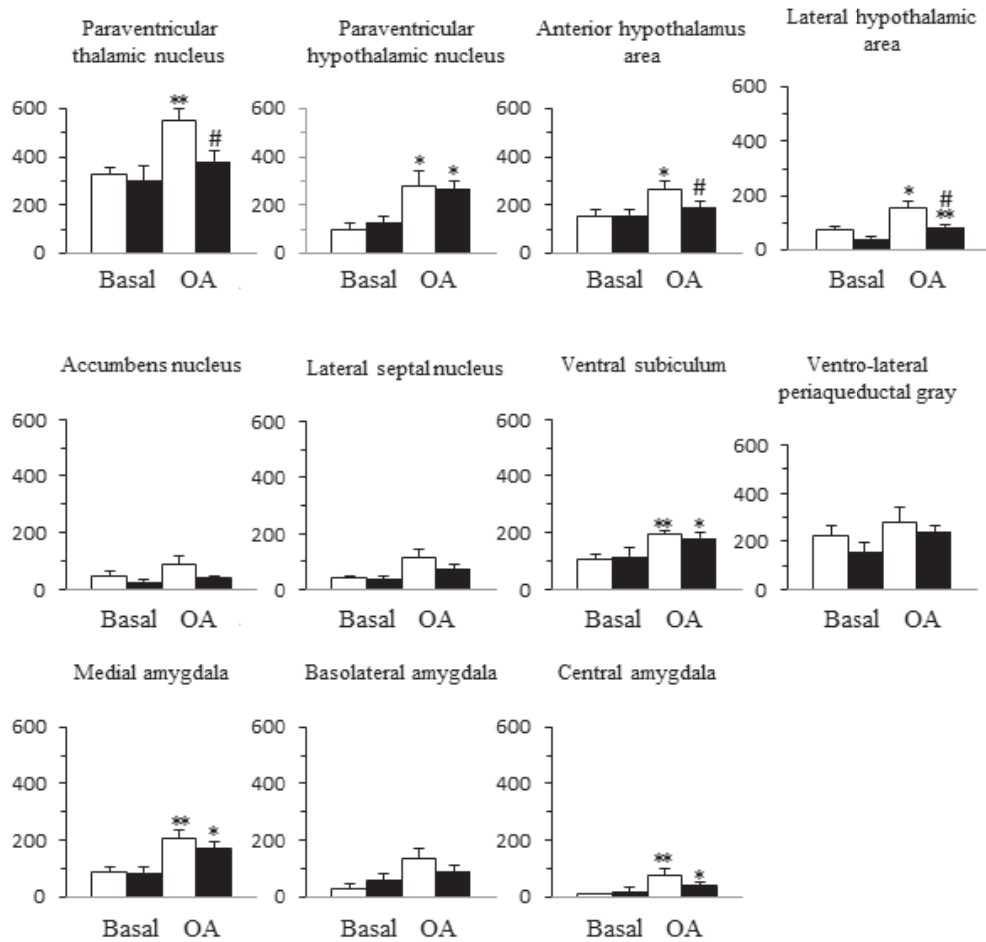 Paraventricular
thalamic nucleus
600
400
200
0
**
#
Basal OA
Paraventricular
hypothalamic nucleus
600
400
200
0
*
*
Basal OA
Anterior hypothalamus
area
600
400
200
0
*
#
Basal OA
Lateral hypothalamic
area
600
400
200
0
*
#
**
Basal OA
Accumbens nucleus
600
400
200
0
Basal OA
Lateral septal nucleus
600
400
200
0
Basal OA
Ventral subiculum
600
400
200
0
**
*
Basal OA
Ventro-lateral
periaqueductal gray
600
400
200
0
Basal OA
Medial amygdala
600
400
200
0
**
*
Basal OA
Basolateral amygdala
600
400
200
0
Basal OA
Central amygdala
600
400
200
0
**
*
Basal OA